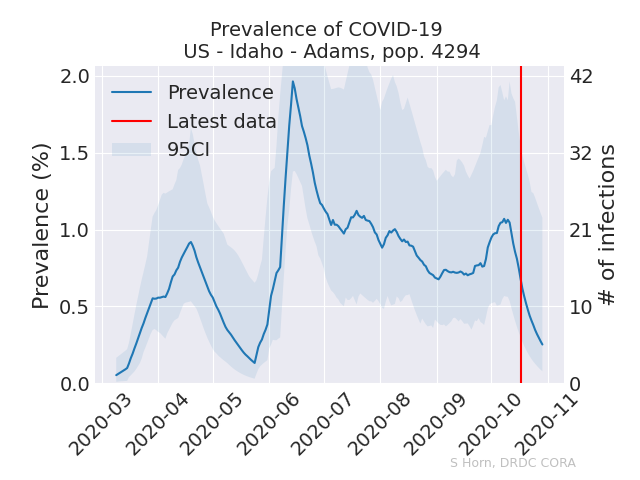 Prevalence of COVID-19
US - Idaho - Adams, pop. 4294
Prevalence
Latest data
95CI
Prevalence (%)
2.0
1.5
1.0
0.5
0.0
42
32
21
10
0
# of infections
2020-03
2020-04
2020-05
2020-06
2020-07
2020-08
2020-09
2020-10
2020-11
S Horn, DRDC CORA